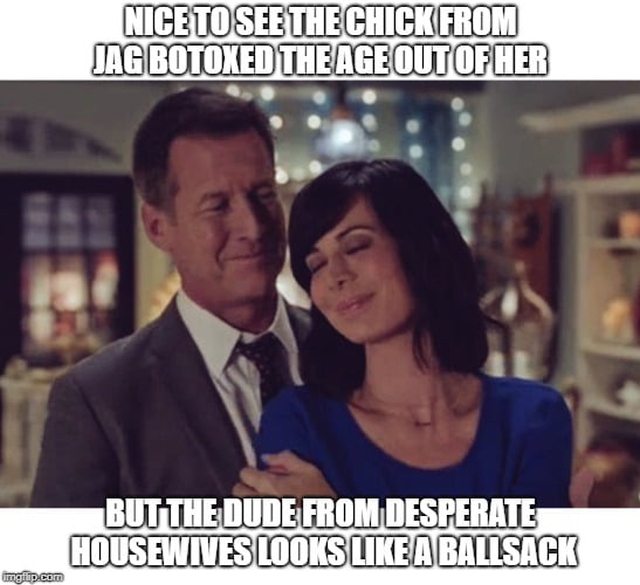 NICE TO SEE THE CHICK FROM
JAG BOTOXED THE AGE OUT OF HER
BUT THE DUDE FROM DESPERATE
HOUSEWIVES LOOKS LIKE A BALLSACK
imgflip.com